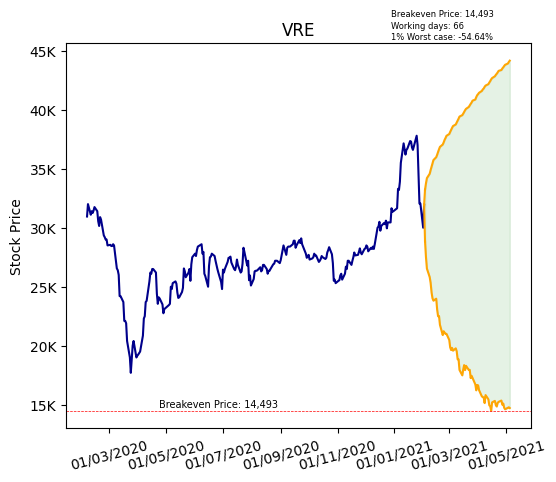 Breakeven Price: 14,493
Working days: 66
1% Worst case: -54.64%
VRE
Stock Price
45K
40K
35K
30K
25K
20K
15K
Breakeven Price: 14,493
01/03/2020
01/05/2020
01/07/2020
01/09/2020
01/11/2020
01/01/2021
01/03/2021
01/05/2021